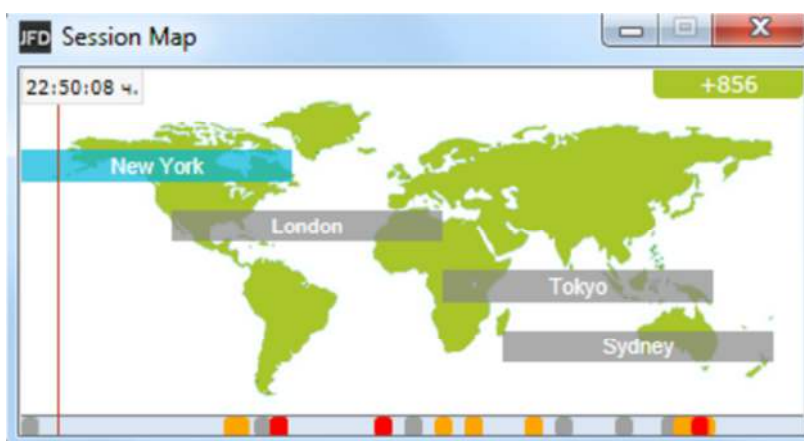 JFD Session Map
22:50:08 ч.
+856
New York
London
Tokyo
Sydney